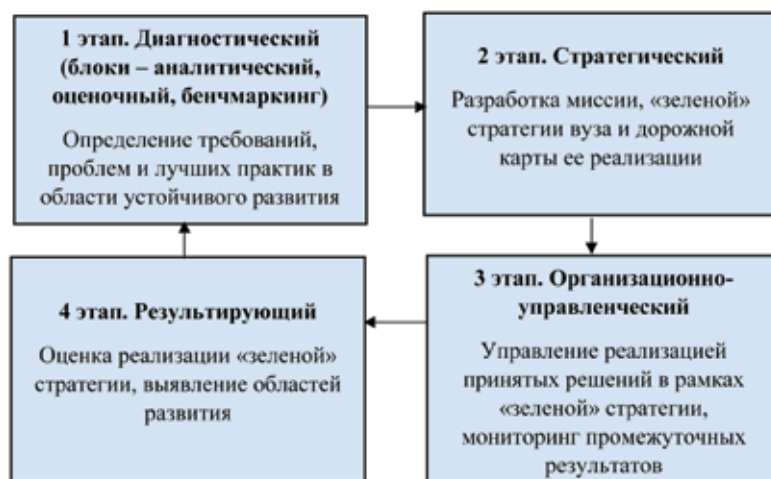 1 этап. Диагностический
(блоки – аналитический,
оценочный, бенчмаркинг)
Определение требований,
проблем и лучших практик в
области устойчивого развития
2 этап. Стратегический
Разработка миссии, «зеленой»
стратегии вуза и дорожной
карты ее реализации
3 этап. Организационно-
управленческий
Управление реализацией
принятых решений в рамках
«зеленой» стратегии,
мониторинг промежуточных
результатов
4 этап. Результирующий
Оценка реализации «зеленой»
стратегии, выявление областей
развития